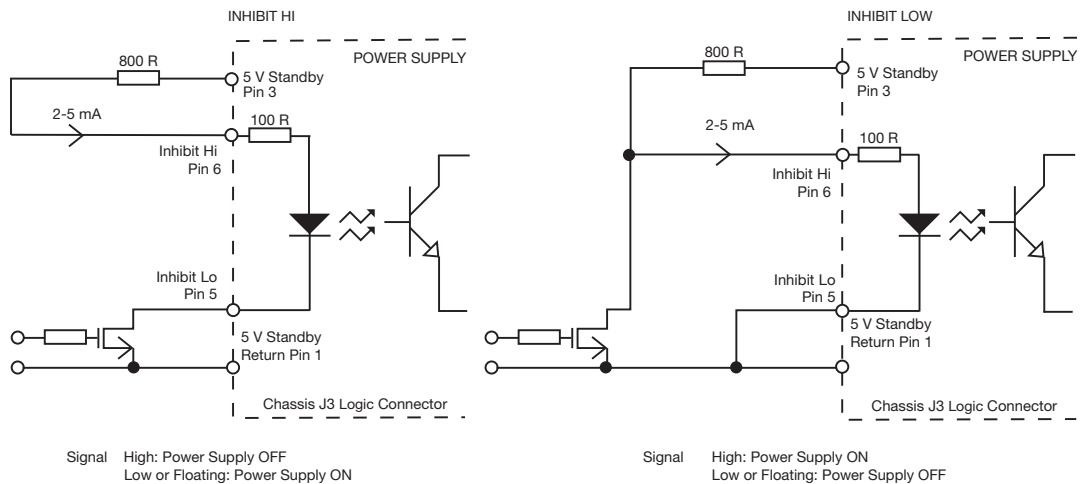 INHIBIT HI
POWER SUPPLY
800 R
5 V Standby
Pin 3
2-5 mA
100 R
Inhibit Hi
Pin 6
Inhibit Lo
Pin 5
5 V Standby
Return Pin 1
Chassis J3 Logic Connector
Signal High: Power Supply OFF
Low or Floating: Power Supply ON
INHIBIT LOW
POWER SUPPLY
800 R
5 V Standby
Pin 3
2-5 mA
100 R
Inhibit Hi
Pin 6
Inhibit Lo
Pin 5
5 V Standby
Return Pin 1
Chassis J3 Logic Connector
Signal High: Power Supply ON
Low or Floating: Power Supply OFF